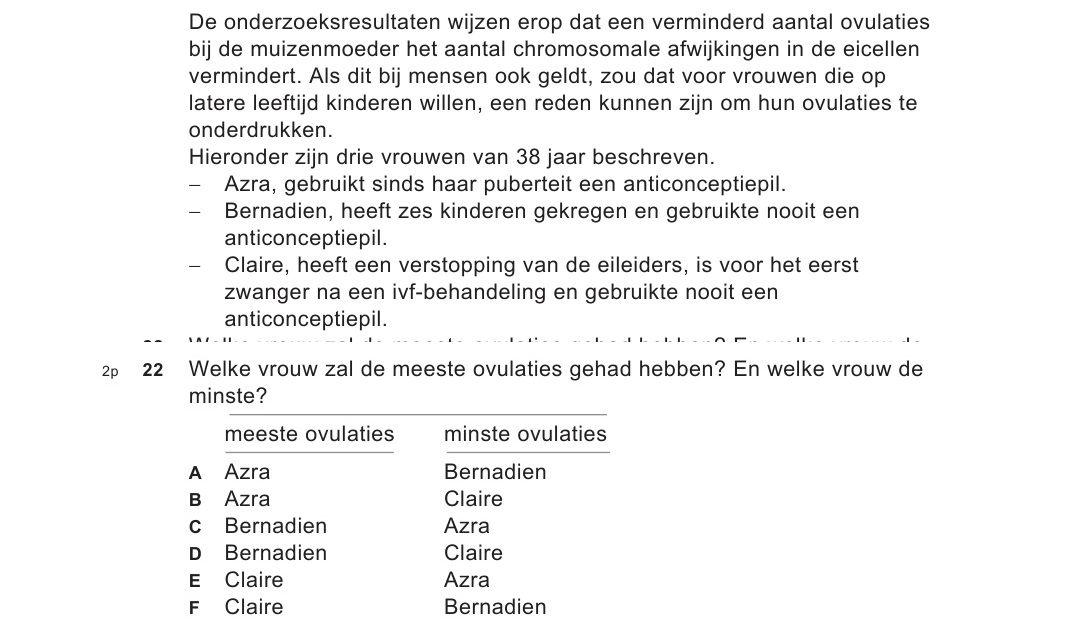 De onderzoeksresultaten wijzen erop dat een verminderd aantal ovulaties
bij de muizenmoeder het aantal chromosomale afwijkingen in de eicellen
vermindert. Als dit bij mensen ook geldt, zou dat voor vrouwen die op
latere leeftijd kinderen willen, een reden kunnen zijn om hun ovulaties te
onderdrukken.
Hieronder zijn drie vrouwen van 38 jaar beschreven.
– Azra, gebruikt sinds haar puberteit een anticonceptiepil.
– Bernadien, heeft zes kinderen gekregen en gebruikte nooit een
anticonceptiepil.
– Claire, heeft een verstopping van de eileiders, is voor het eerst
zwanger na een ivf-behandeling en gebruikte nooit een
anticonceptiepil.
2p 22 Welke vrouw zal de meeste ovulaties gehad hebben? En welke vrouw de
minste?
meeste ovulaties minste ovulaties
A Azra Bernadien
B Azra Claire
C Bernadien Azra
D Bernadien Claire
E Claire Azra
F Claire Bernadien